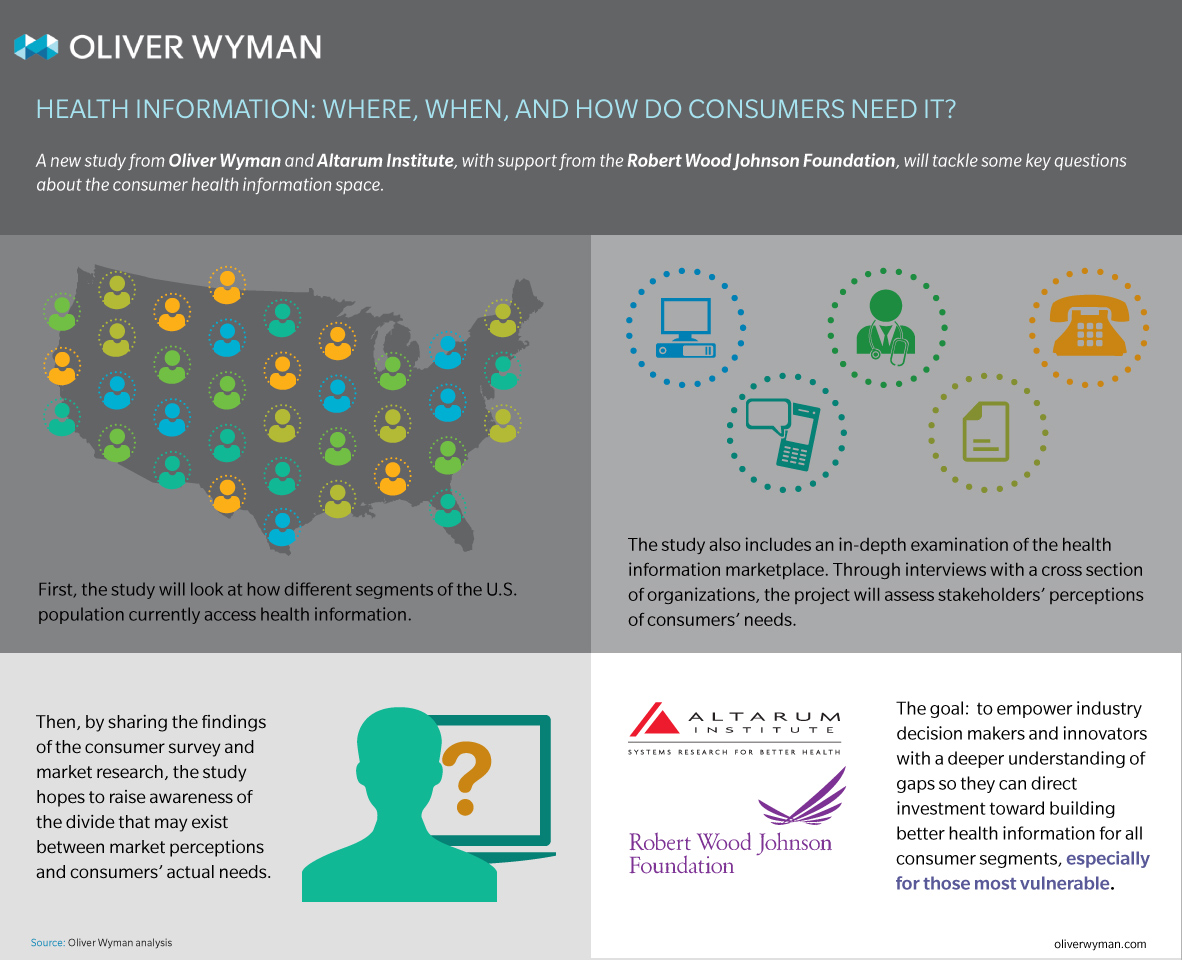 OLIVER WYMAN
HEALTH INFORMATION: WHERE, WHEN, AND HOW DO CONSUMERS NEED IT?
A new study from Oliver Wyman and Altarum Institute, with support from the Robert Wood Johnson Foundation, will tackle some key questions
about the consumer health information space.
First, the study will look at how different segments of the U.S.
population currently access health information.
The study also includes an in-depth examination of the health
information marketplace. Through interviews with a cross section
of organizations, the project will assess stakeholders' perceptions
of consumers' needs.
Then, by sharing the findings
of the consumer survey and
market research, the study
hopes to raise awareness of
the divide that may exist
between market perceptions
and consumers' actual needs.
?
ALTARUM
INSTITUTE
SYSTEMS RESEARCH FOR BETTER HEALTH
Robert Wood Johnson
Foundation
The goal:  to empower industry
decision makers and innovators
with a deeper understanding of
gaps so they can direct
investment toward building
better health information for all
consumer segments, especially
for those most vulnerable.
Source: Oliver Wyman analysis
oliverwyman.com